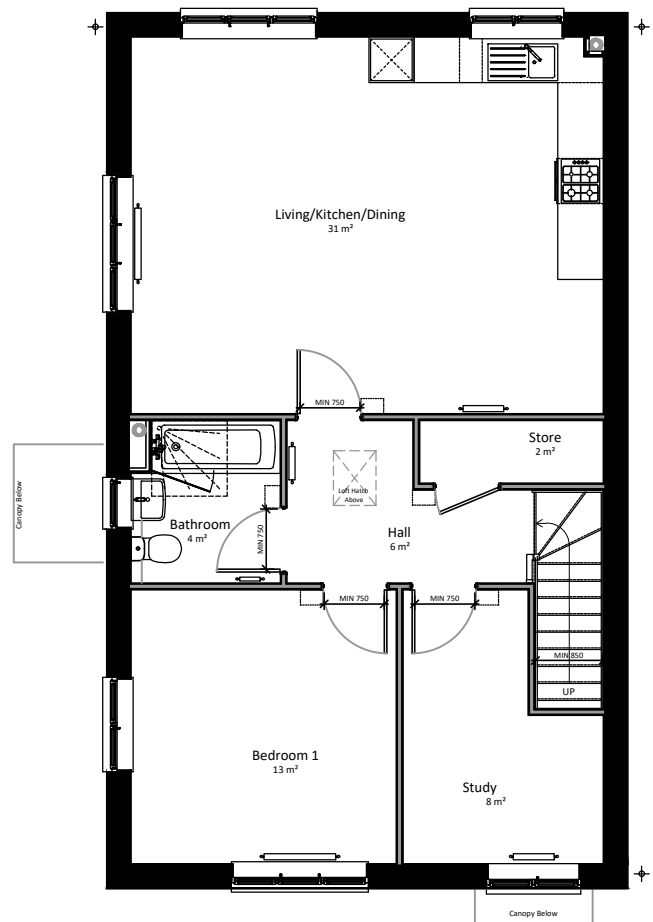 Living/Kitchen/Dining
31 m²
MIN 750
Store
2 m²
Canopy Below
Loft Hatch
Above
Bathroom
4 m²
MIN 750
Hall
6 m²
MIN 750
MIN 750
MIN 850
UP
Bedroom 1
13 m²
Study
8 m²
Canopy Below